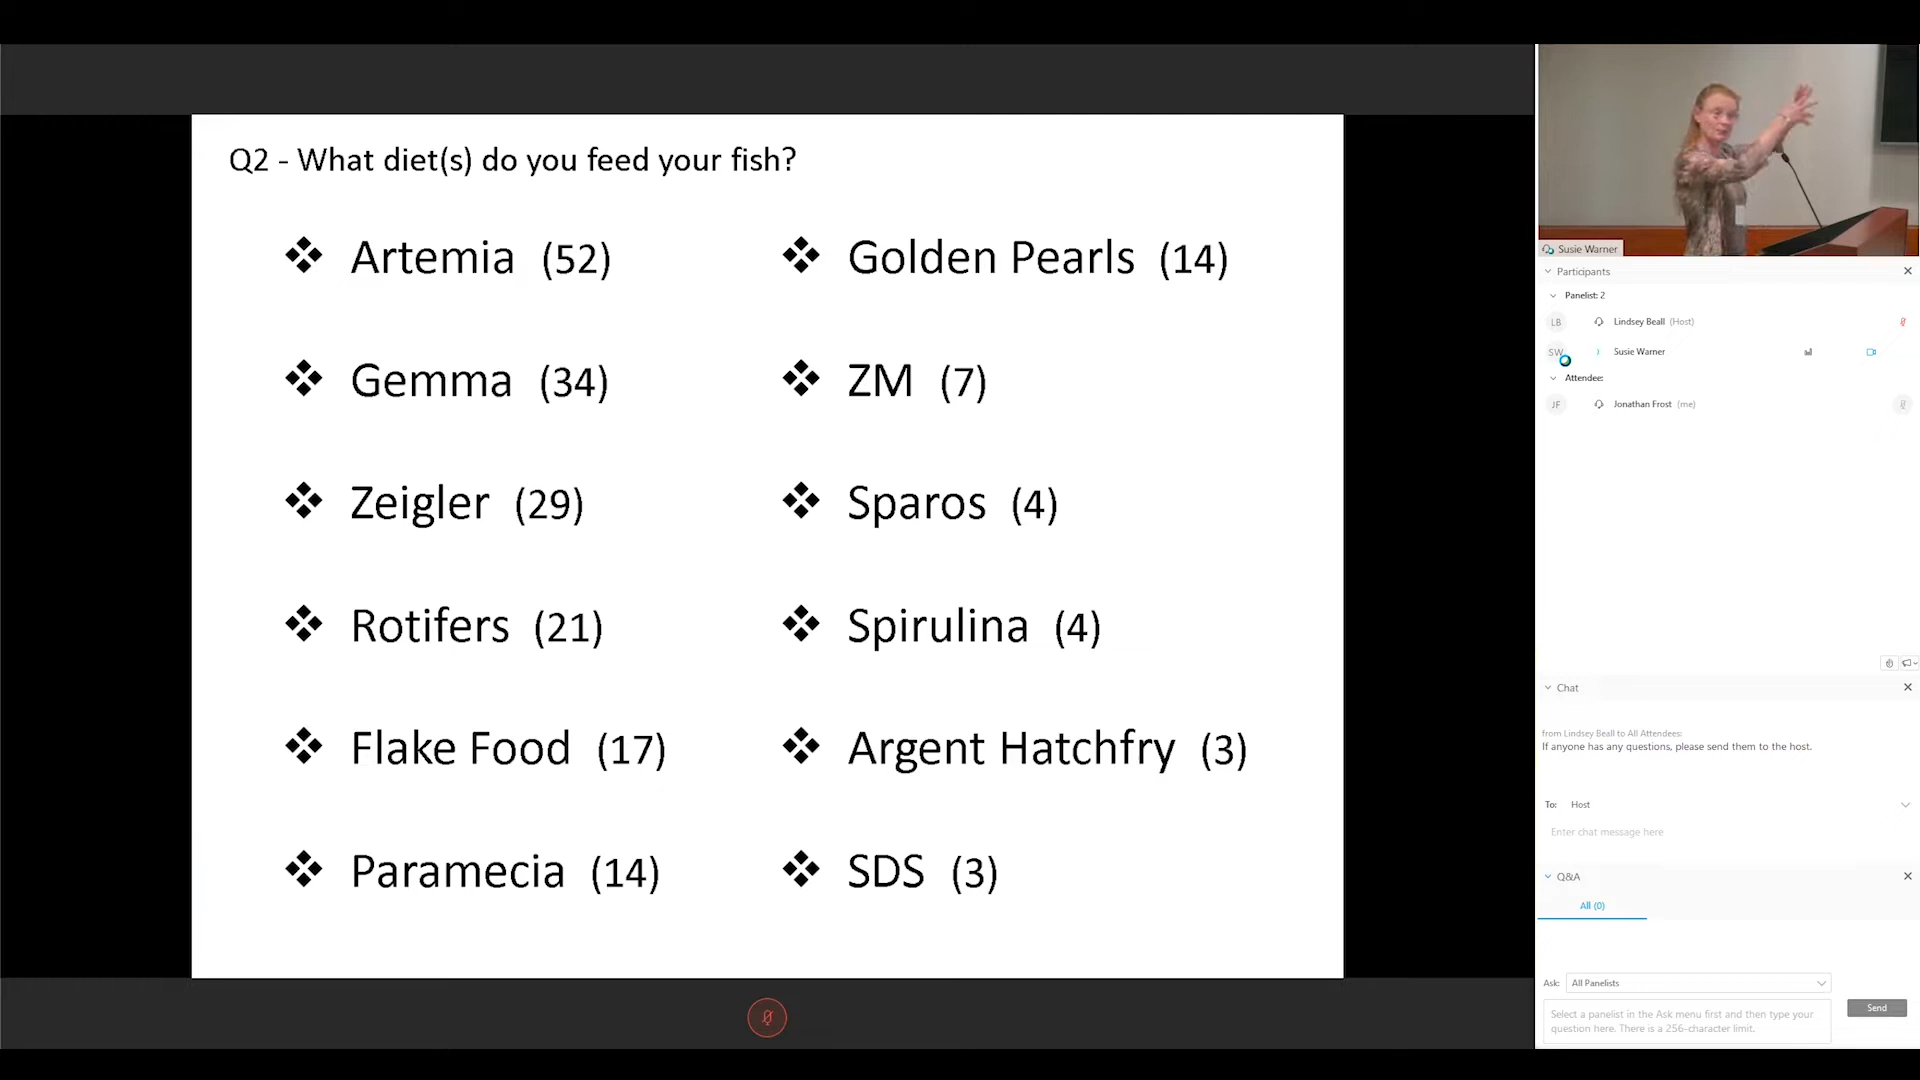 Q2 - What diet(s) do you feed your fish?
❖ Artemia (52)
❖ Gemma (34)
❖ Zeigler (29)
❖ Rotifers (21)
❖ Flake Food (17)
❖ Paramecia (14)
❖ Golden Pearls (14)
❖ ZM (7)
❖ Sparos (4)
❖ Spirulina (4)
❖ Argent Hatchfry (3)
❖ SDS (3)
Susie Warner
Participants
Panelist: 2
LB Lindsey Beall (Host)
SW Susie Warner
Attendee:
JF Jonathan Frost (me)
Chat
from Lindsey Beall to All Attendees:
If anyone has any questions, please send them to the host.
To: Host
Enter chat message here
Q&A
All (0)
Ask: All Panelists
Select a panelist in the Ask menu first and then type your
question here. There is a 256-character limit.
Send